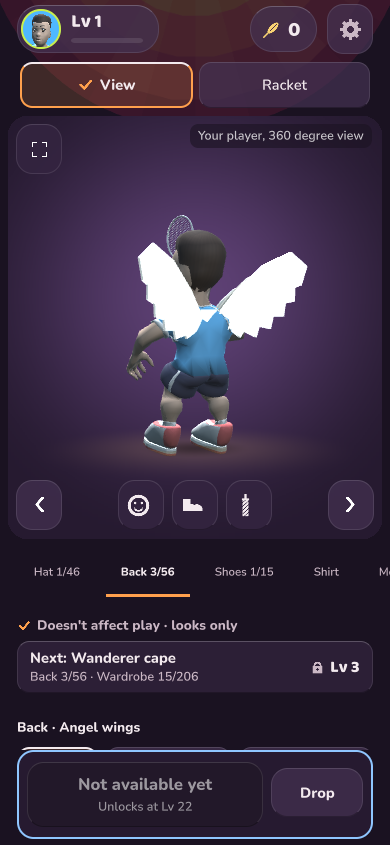 Lv 1
0
View
Racket
Your player, 360 degree view
Hat 1/46
Back 3/56
Shoes 1/15
Shirt
Doesn't affect play · looks only
Next: Wanderer cape
Back 3/56 · Wardrobe 15/206
Lv 3
Back · Angel wings
Not available yet
Unlocks at Lv 22
Drop